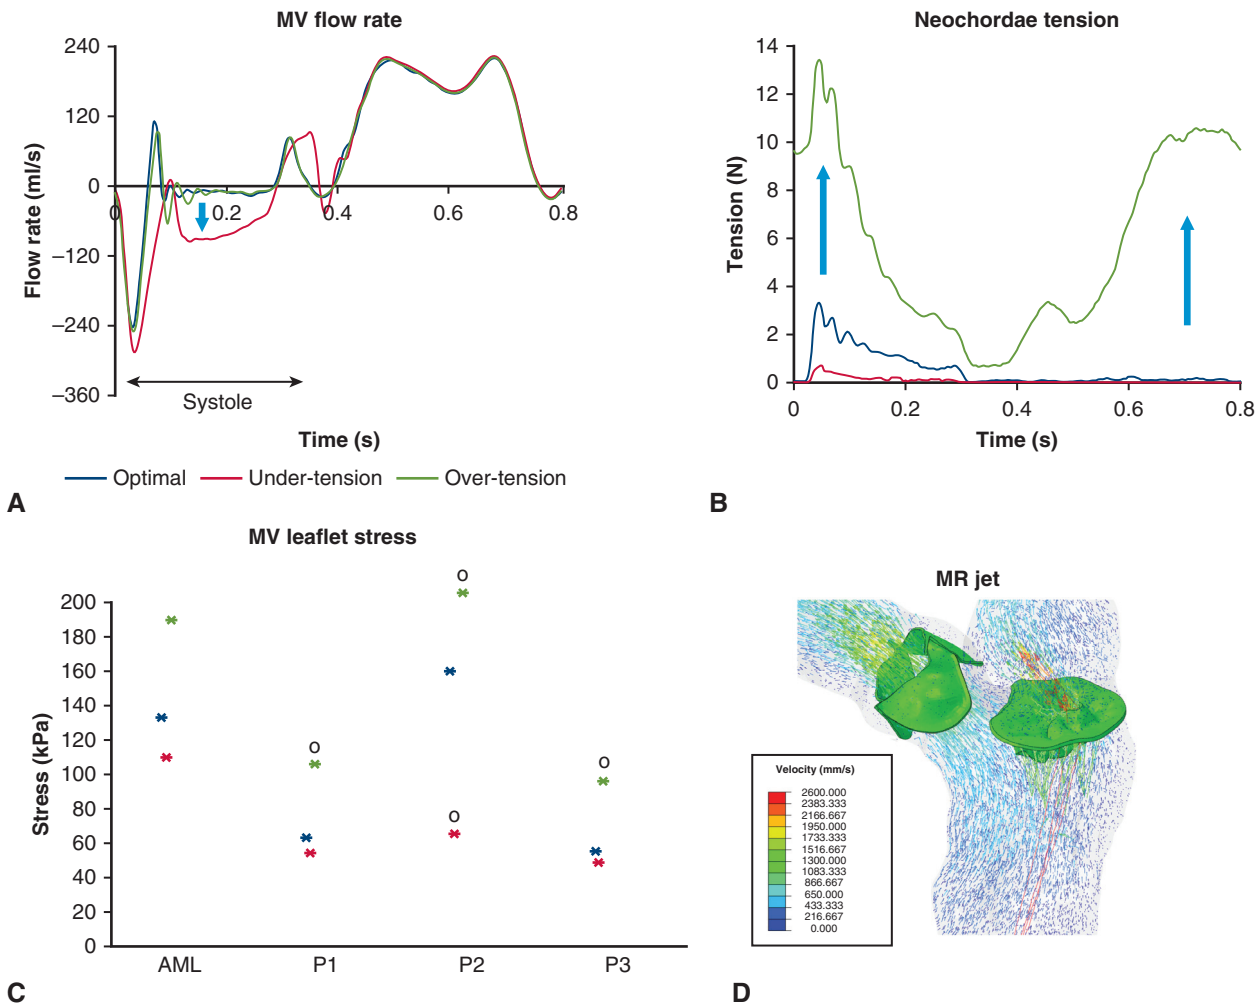 MV flow rate
240
120
0
–120
–240
–360
Flow rate (ml/s)
0
0.2
0.4
0.6
0.8
Systole
Time (s)
Optimal
Under-tension
Over-tension
A
Neochordae tension
14
12
10
8
6
4
2
0
Tension (N)
0
0.2
0.4
0.6
0.8
Time (s)
B
MV leaflet stress
200
180
160
140
120
100
80
60
40
20
0
Stress (kPa)
o
o
o
o
AML
P1
P2
P3
C
MR jet
Velocity (mm/s)
2600.000
2383.333
2166.667
1950.000
1733.333
1516.667
1300.000
1083.333
866.667
650.000
433.333
216.667
0.000
D